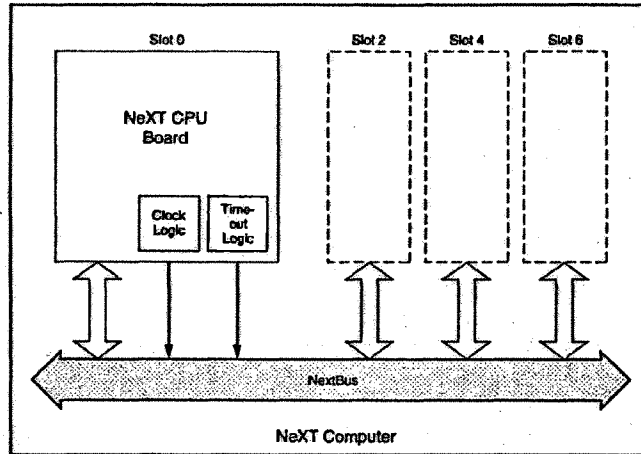 Slot 0 Slot 2 Slot 4 Slot 6
NeXT CPU
Board
Clock
Logic
Time-
out
Logic
NextBus
NeXT Computer